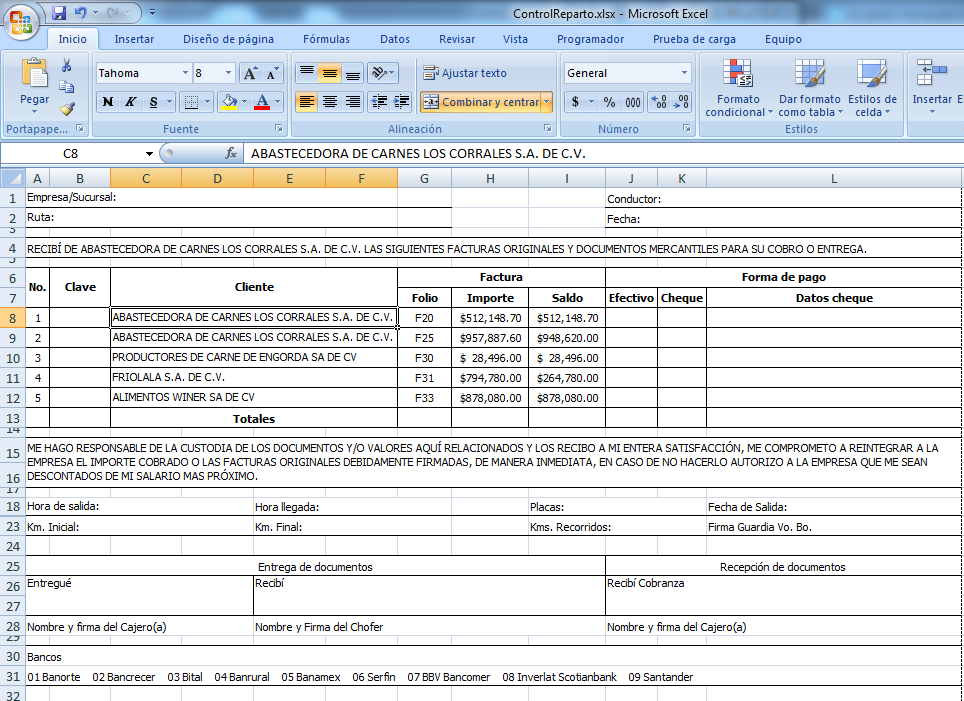 ControlReparto.xlsx - Microsoft Excel
Inicio Insertar Diseño de página Fórmulas Datos Revisar Vista Programador Prueba de carga Equipo
Pegar Tahoma 8 A A Ajustar texto General Formato condicional Dar formato como tabla Estilos de celda Insertar E
N K S A Combinar y centrar $ % 000
Portapape... Fuente Alineación Número Estilos
C8 fx ABASTECEDORA DE CARNES LOS CORRALES S.A. DE C.V.
A B C D E F G H I J K L
1 Empresa/Sucursal: Conductor:
2 Ruta: Fecha:
3
4 RECIBÍ DE ABASTECEDORA DE CARNES LOS CORRALES S.A. DE C.V. LAS SIGUIENTES FACTURAS ORIGINALES Y DOCUMENTOS MERCANTILES PARA SU COBRO O ENTREGA.
5
6 No. Clave Cliente Factura Forma de pago
7 Folio Importe Saldo Efectivo Cheque Datos cheque
8 1 ABASTECEDORA DE CARNES LOS CORRALES S.A. DE C.V. F20 $512,148.70 $512,148.70
9 2 ABASTECEDORA DE CARNES LOS CORRALES S.A. DE C.V. F25 $957,887.60 $948,620.00
10 3 PRODUCTORES DE CARNE DE ENGORDA SA DE CV F30 $ 28,496.00 $ 28,496.00
11 4 FRIOLALA S.A. DE C.V. F31 $794,780.00 $264,780.00
12 5 ALIMENTOS WINER SA DE CV F33 $878,080.00 $878,080.00
13 Totales
14
15 ME HAGO RESPONSABLE DE LA CUSTODIA DE LOS DOCUMENTOS Y/O VALORES AQUÍ RELACIONADOS Y LOS RECIBO A MI ENTERA SATISFACCIÓN, ME COMPROMETO A REINTEGRAR A LA
EMPRESA EL IMPORTE COBRADO O LAS FACTURAS ORIGINALES DEBIDAMENTE FIRMADAS, DE MANERA INMEDIATA, EN CASO DE NO HACERLO AUTORIZO A LA EMPRESA QUE ME SEAN
16 DESCONTADOS DE MI SALARIO MAS PRÓXIMO.
17
18 Hora de salida: Hora llegada: Placas: Fecha de Salida:
23 Km. Inicial: Km. Final: Kms. Recorridos: Firma Guardia Vo. Bo.
24
25 Entrega de documentos Recepción de documentos
26 Entregué Recibí Recibí Cobranza
27
28 Nombre y firma del Cajero(a) Nombre y Firma del Chofer Nombre y firma del Cajero(a)
29
30 Bancos
31 01 Banorte 02 Bancrecer 03 Bital 04 Banrural 05 Banamex 06 Serfin 07 BBV Bancomer 08 Inverlat Scotianbank 09 Santander
32